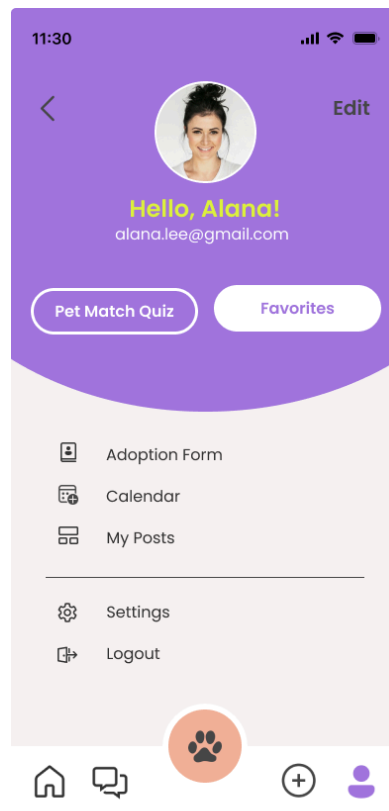 11:30
Edit
Hello, Alana!
alana.lee@gmail.com
Pet Match Quiz
Favorites
Adoption Form
Calendar
My Posts
Settings
Logout